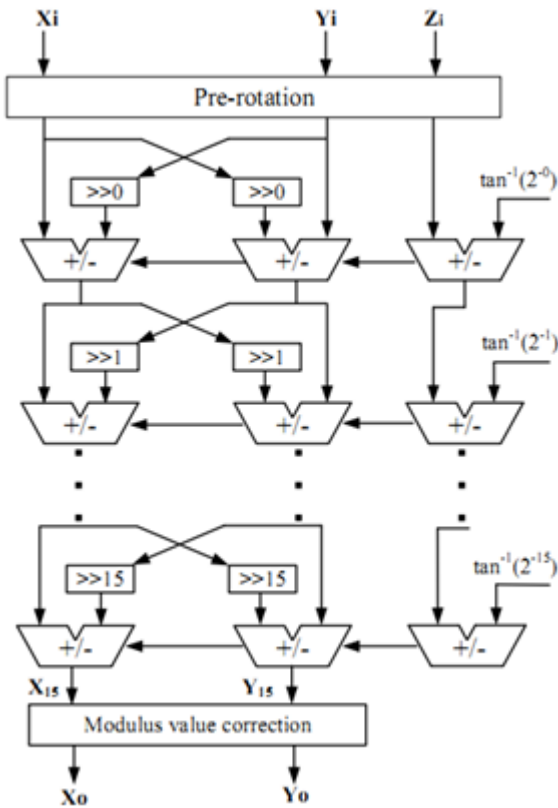 Xi Yi Zi
Pre-rotation
>>0 >>0
tan⁻¹(2⁻⁰)
+/- +/- +/-
>>1 >>1
tan⁻¹(2⁻¹)
+/- +/- +/-
>>15 >>15
tan⁻¹(2⁻¹⁵)
+/- +/- +/-
X₁₅ Y₁₅
Modulus value correction
Xo Yo